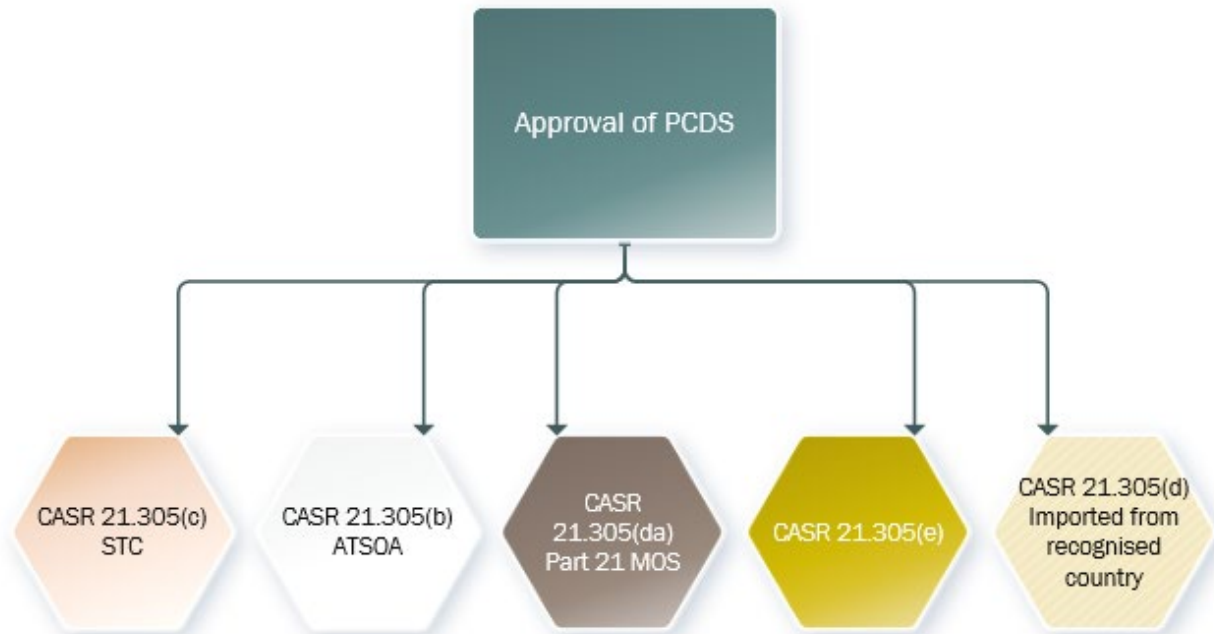 Approval of PCDS
CASR 21.305(c)
STC
CASR 21.305(b)
ATSOA
CASR
21.305(da)
Part 21 MOS
CASR 21.305(e)
CASR 21.305(d)
Imported from
recognised
country